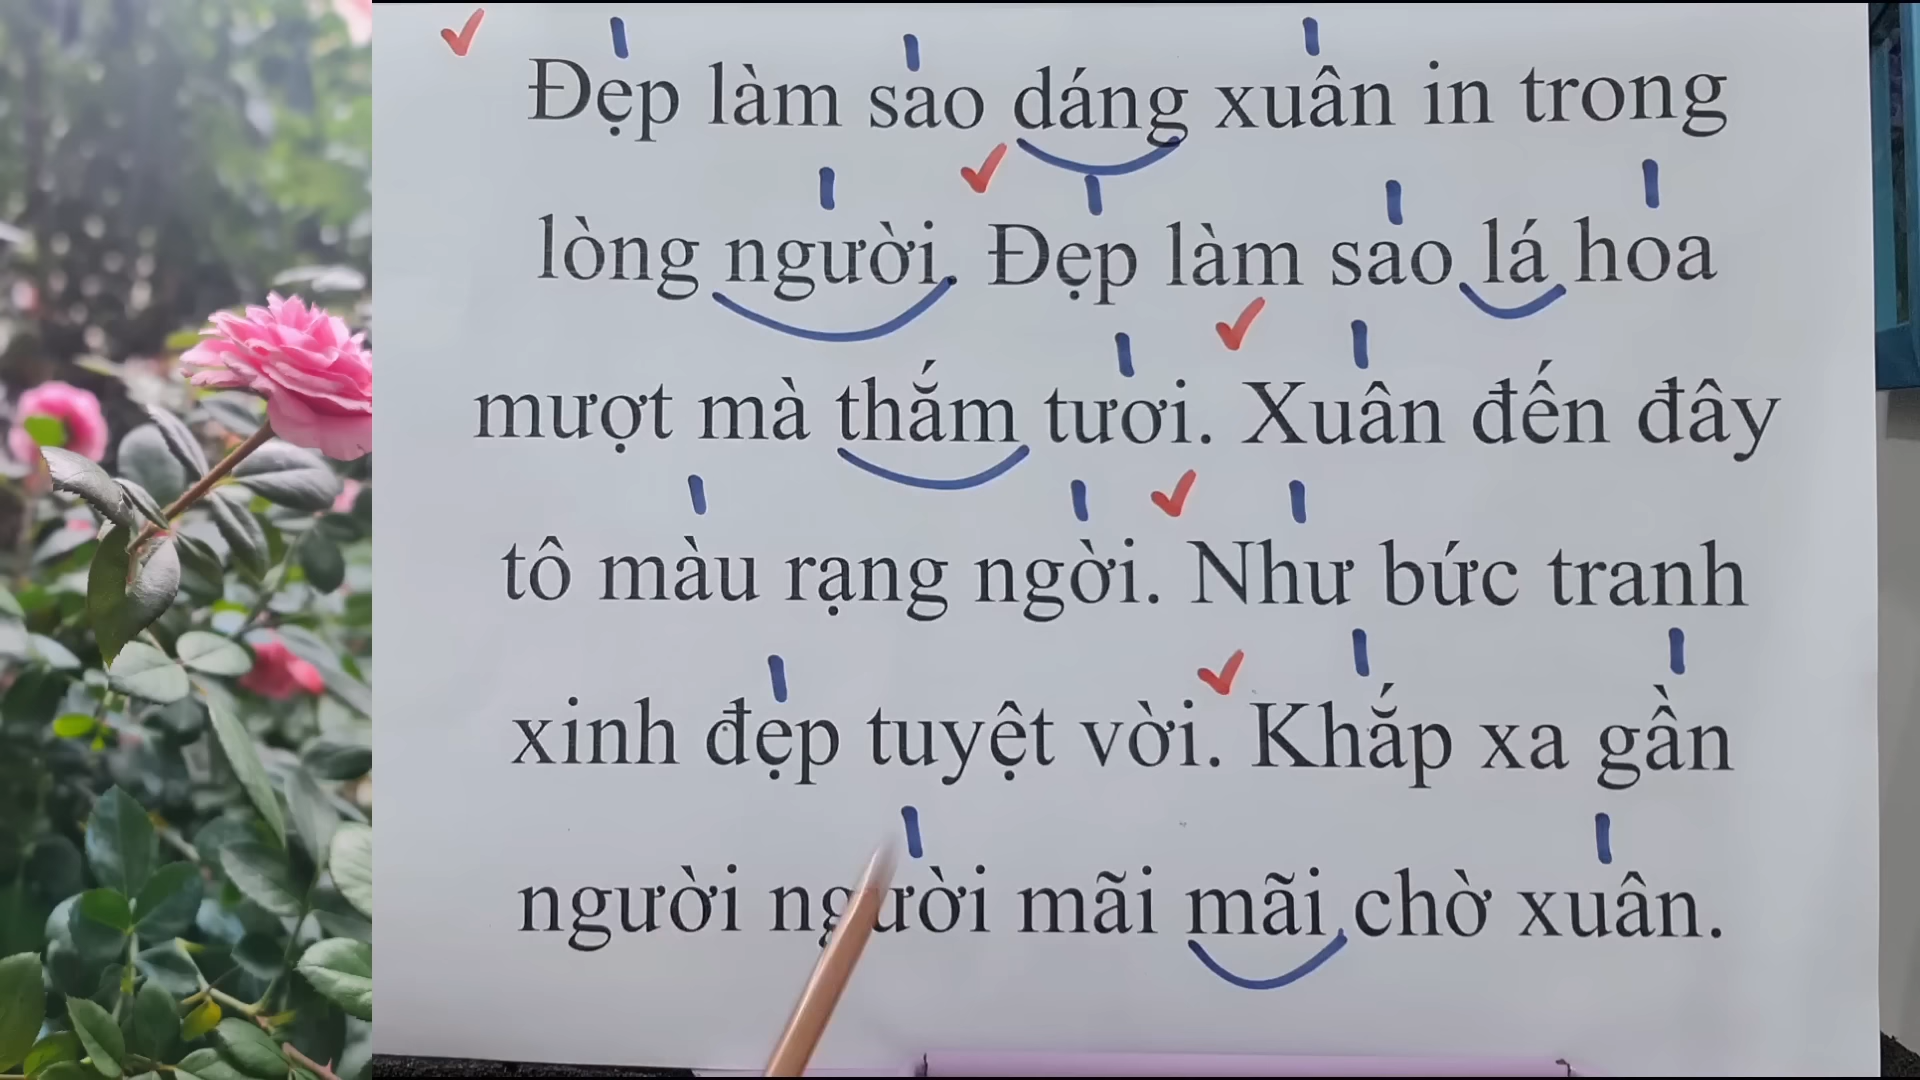 Đẹp làm sao dáng xuân in trong
lòng người. Đẹp làm sao lá hoa
mượt mà thắm tươi. Xuân đến đây
tô màu rạng ngời. Như bức tranh
xinh đẹp tuyệt vời. Khắp xa gần
người người mãi mãi chờ xuân.